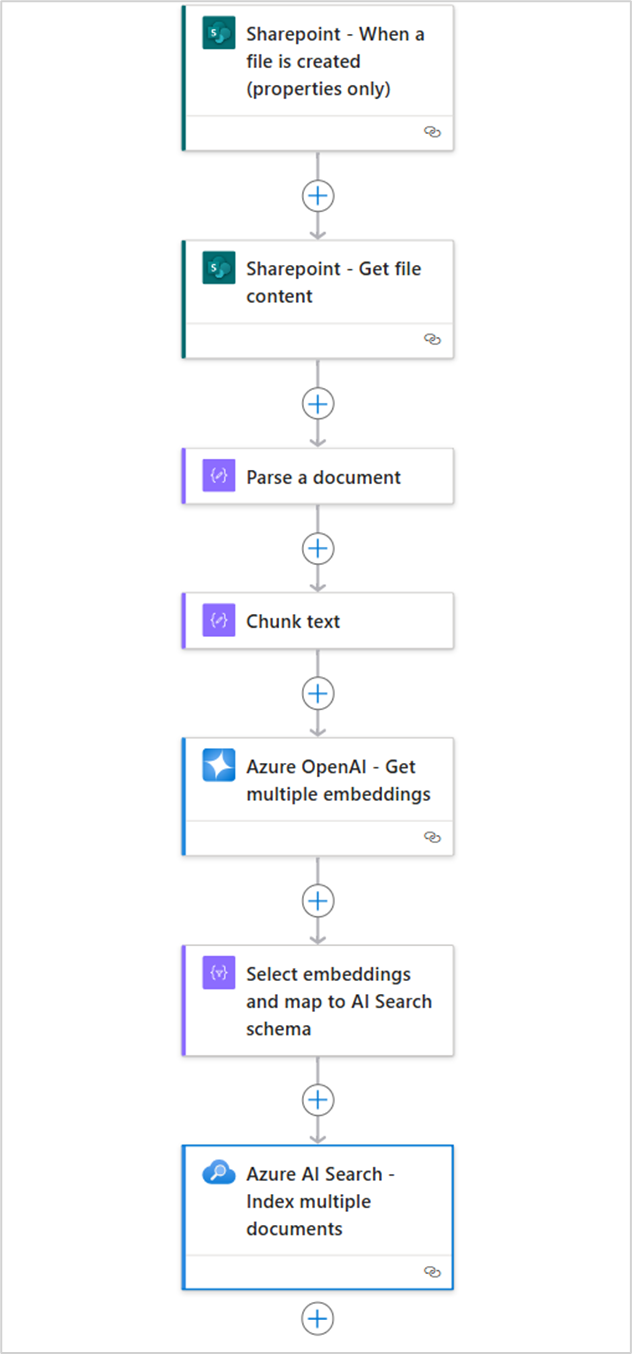 Sharepoint - When a
file is created
(properties only)
Sharepoint - Get file
content
Parse a document
Chunk text
Azure OpenAI - Get
multiple embeddings
Select embeddings
and map to AI Search
schema
Azure AI Search -
Index multiple
documents